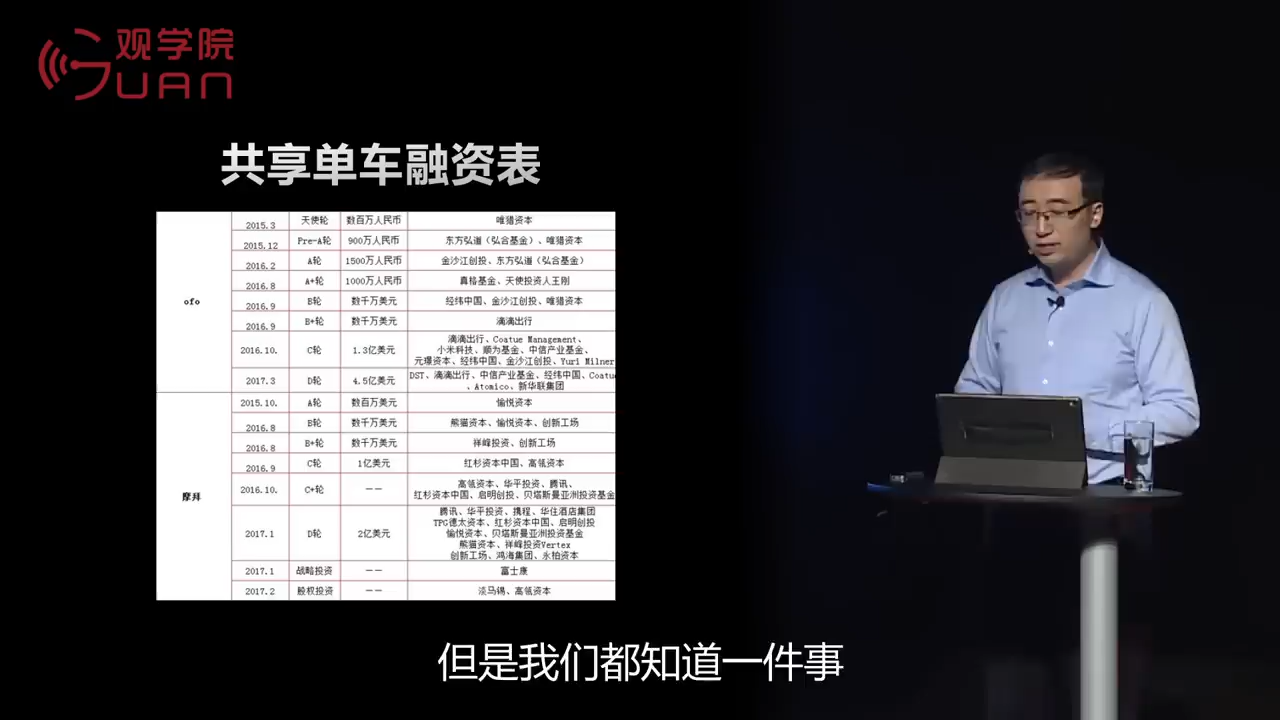 观学院
GUAN
共享单车融资表
ofo
2015.3 天使轮 数百万人民币 唯猎资本
2015.12 Pre-A轮 900万人民币 东方弘道（弘合基金）、唯猎资本
2016.2 A轮 1500万人民币 金沙江创投、东方弘道（弘合基金）
2016.8 A+轮 1000万人民币 真格基金、天使投资人王刚
2016.9 B轮 数千万美元 经纬中国、金沙江创投、唯猎资本
2016.9 B+轮 数千万美元 滴滴出行
2016.10. C轮 1.3亿美元 滴滴出行、Coatue Management、
小米科技、顺为基金、中信产业基金、
元璟资本、经纬中国、金沙江创投、Yuri Milner
2017.3 D轮 4.5亿美元 DST、滴滴出行、中信产业基金、经纬中国、Coatue
、Atomico、新华联集团
摩拜
2015.10. A轮 数百万美元 愉悦资本
2016.8 B轮 数千万美元 熊猫资本、愉悦资本、创新工场
2016.8 B+轮 数千万美元 祥峰投资、创新工场
2016.9 C轮 1亿美元 红杉资本中国、高瓴资本
2016.10. C+轮 —— 高瓴资本、华平投资、腾讯、
红杉资本中国、启明创投、贝塔斯曼亚洲投资基金
2017.1 D轮 2亿美元 腾讯、华平投资、携程、华住酒店集团
TPG德太资本、红杉资本中国、启明创投
愉悦资本、贝塔斯曼亚洲投资基金
熊猫资本、祥峰投资Vertex
创新工场、鸿海集团、永柏资本
2017.1 战略投资 —— 富士康
2017.2 股权投资 —— 淡马锡、高瓴资本
但是我们都知道一件事